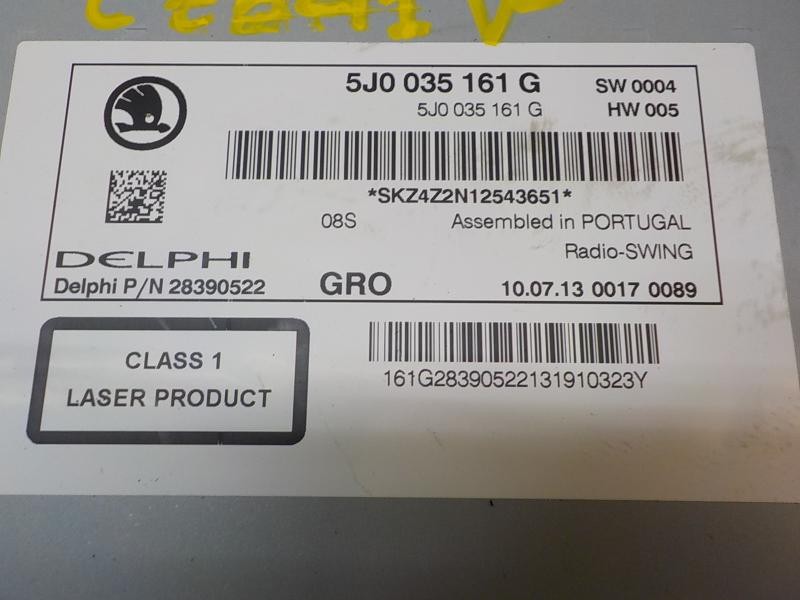 5J0 035 161 G SW 0004
5J0 035 161 G HW 005
*SKZ4Z2N12543651*
08S Assembled in PORTUGAL
Radio-SWING
DELPHI
Delphi P/N 28390522 GRO 10.07.13 0017 0089
CLASS 1
LASER PRODUCT
161G28390522131910323Y